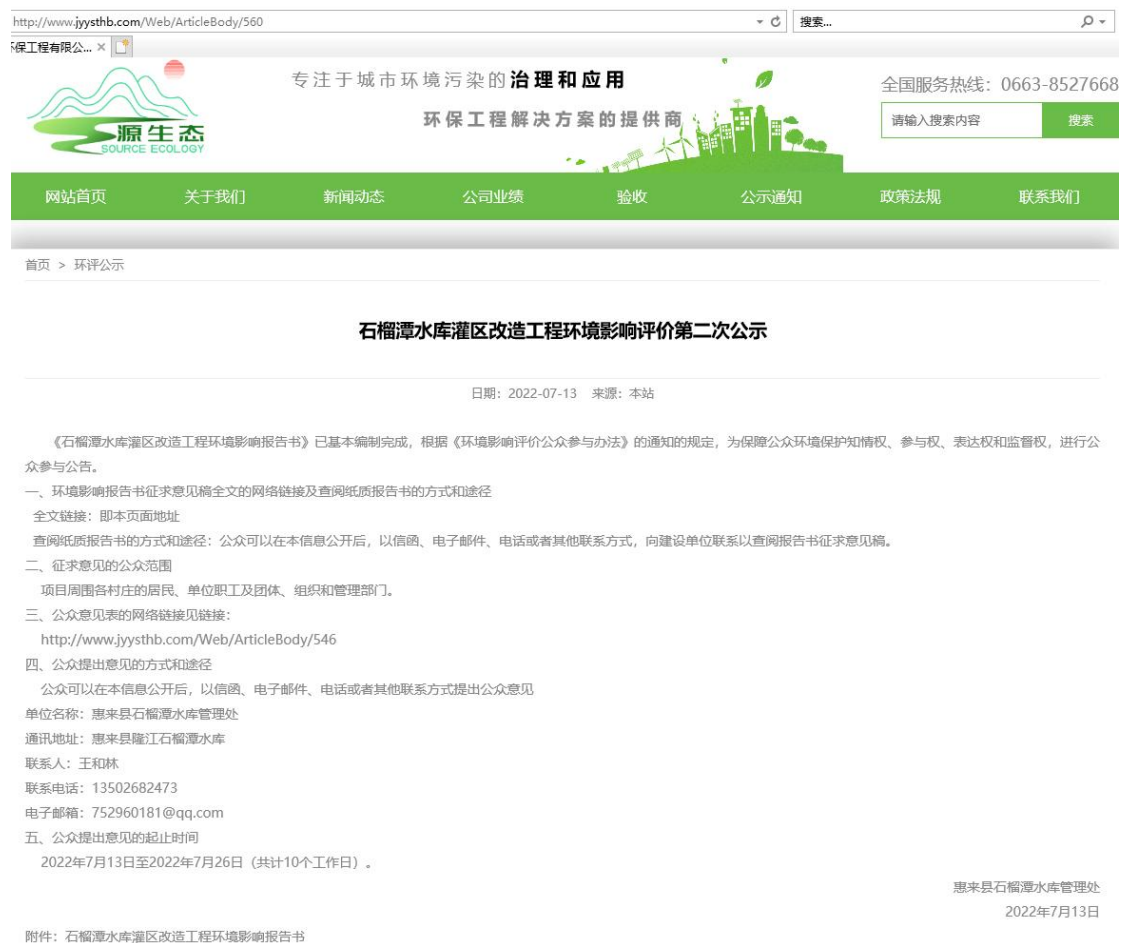 http://www.jyysthb.com/Web/ArticleBody/560
搜索...
保工程有限公... ×
专注于城市环境污染的治理和应用
环保工程解决方案的提供商
全国服务热线：0663-8527668
源生态
SOURCE ECOLOGY
请输入搜索内容
搜索
网站首页 关于我们 新闻动态 公司业绩 验收 公示通知 政策法规 联系我们
首页 > 环评公示
石榴潭水库灌区改造工程环境影响评价第二次公示
日期：2022-07-13 来源：本站
《石榴潭水库灌区改造工程环境影响报告书》已基本编制完成，根据《环境影响评价公众参与办法》的通知的规定，为保障公众环境保护知情权、参与权、表达权和监督权，进行公
众参与公告。
一、环境影响报告书征求意见稿全文的网络链接及查阅纸质报告书的方式和途径
全文链接：即本页面地址
查阅纸质报告书的方式和途径：公众可以在本信息公开后，以信函、电子邮件、电话或者其他联系方式，向建设单位联系以查阅报告书征求意见稿。
二、征求意见的公众范围
项目周围各村庄的居民、单位职工及团体、组织和管理部门。
三、公众意见表的网络链接见链接：
http://www.jyysthb.com/Web/ArticleBody/546
四、公众提出意见的方式和途径
公众可以在本信息公开后，以信函、电子邮件、电话或者其他联系方式提出公众意见
单位名称：惠来县石榴潭水库管理处
通讯地址：惠来县隆江石榴潭水库
联系人：王和林
联系电话：13502682473
电子邮箱：752960181@qq.com
五、公众提出意见的起止时间
2022年7月13日至2022年7月26日（共计10个工作日）。
惠来县石榴潭水库管理处
2022年7月13日
附件：石榴潭水库灌区改造工程环境影响报告书